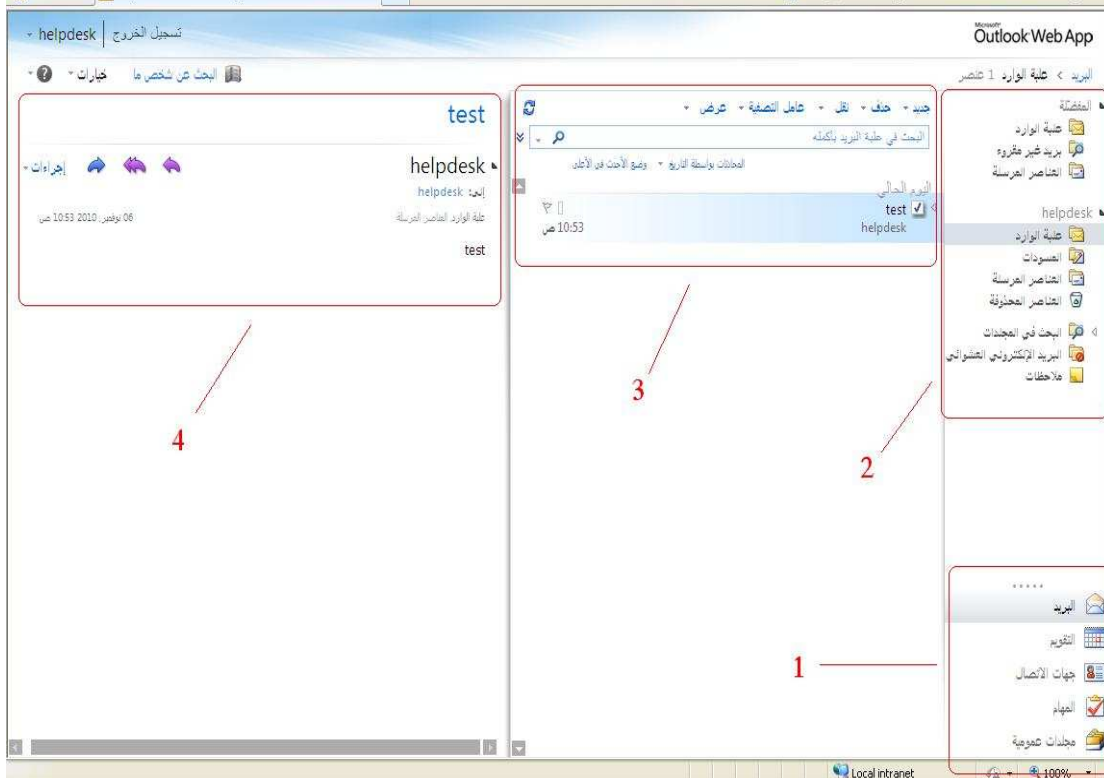 Microsoft
Outlook Web App
تسجيل الخروج | helpdesk
البريد > علبة الوارد 1 عنصر
البحث عن شخص ما
خيارات
المفضلة
علبة الوارد
بريد غير مقروء
العناصر المرسلة
helpdesk
علبة الوارد
المسودات
العناصر المرسلة
العناصر المحذوفة
البحث في المجلدات
البريد الإلكتروني العشوائي
ملاحظات
2
البريد
التقويم
جهات الاتصال
المهام
مجلدات عمومية
1
جديد حذف نقل عامل التصفية عرض
البحث في علبة البريد بأكمله
المحادثات بواسطة التاريخ وضع الأحدث في الأعلى
اليوم الحالي
test
helpdesk 10:53 ص
3
test
helpdesk
إجراءات
إلى: helpdesk
علبة الوارد, العناصر المرسلة
06 نوفمبر, 2010 10:53 ص
test
4
Local intranet
100%